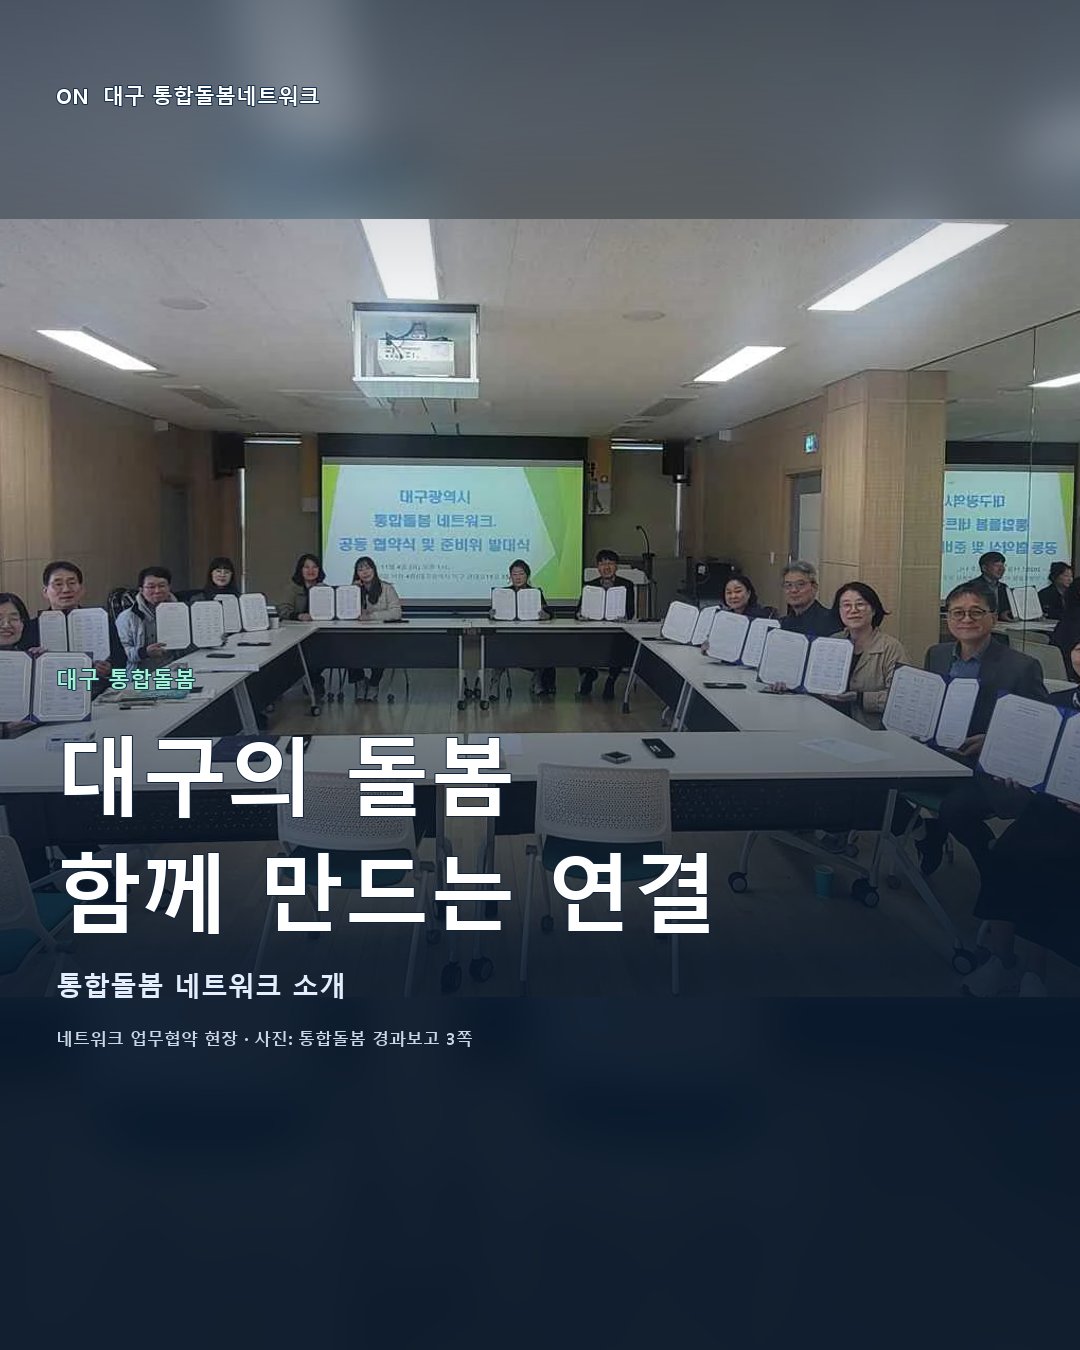 ON 대구 통합돌봄네트워크
대구광역시
통합돌봄 네트워크.
공동 협약식 및 준비위 발대식
대구 통합돌봄
대구의 돌봄
함께 만드는 연결
통합돌봄 네트워크 소개
네트워크 업무협약 현장 · 사진: 통합돌봄 경과보고 3쪽